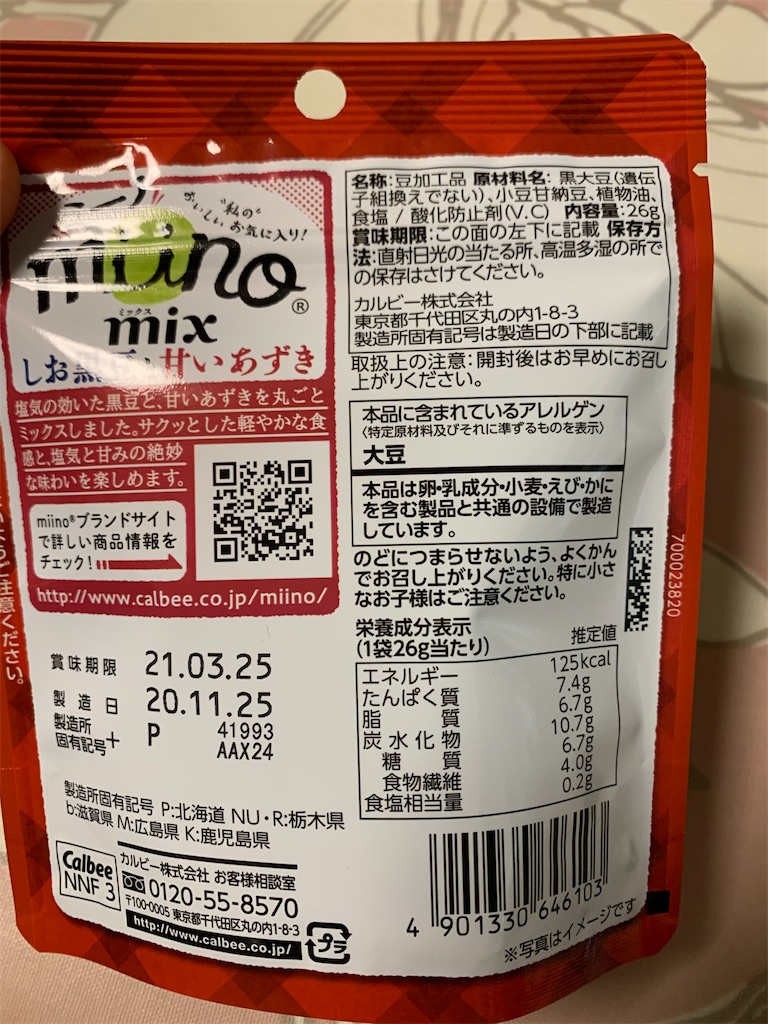 "私の"
おいしい お気に入り!
miino®
ミックス
mix
しお黒豆と甘いあずき
塩気の効いた黒豆と、甘いあずきを丸ごと
ミックスしました。サクッとした軽やかな食
感と、塩気と甘みの絶妙
な味わいを楽しめます。
miino®ブランドサイト
で詳しい商品情報を
チェック!
http://www.calbee.co.jp/miino/
賞味期限 21.03.25
製造日 20.11.25
製造所
固有記号+ P 41993
AAX24
製造所固有記号 P:北海道 NU・R:栃木県
b:滋賀県 M:広島県 K:鹿児島県
Calbee
NNF 3
カルビー株式会社 お客様相談室
0120-55-8570
〒100-0005 東京都千代田区丸の内1-8-3
http://www.calbee.co.jp/
プラ
名称:豆加工品 原材料名: 黒大豆(遺伝
子組換えでない)、小豆甘納豆、植物油、
食塩 / 酸化防止剤(V.C) 内容量:26g
賞味期限:この面の左下に記載 保存方
法:直射日光の当たる所、高温多湿の所で
の保存はさけてください。
カルビー株式会社
東京都千代田区丸の内1-8-3
製造所固有記号は製造日の下部に記載
取扱上の注意:開封後はお早めにお召し
上がりください。
本品に含まれているアレルゲン
〈特定原材料及びそれに準ずるものを表示〉
大豆
本品は卵・乳成分・小麦・えび・かに
を含む製品と共通の設備で製造
しています。
のどにつまらせないよう、よくかん
でお召し上がりください。特に小さ
なお子様はご注意ください。
700023820
栄養成分表示
(1袋26g当たり) 推定値
エネルギー 125kcal
たんぱく質 7.4g
脂質 6.7g
炭水化物 10.7g
糖質 6.7g
食物繊維 4.0g
食塩相当量 0.2g
4 901330 646103
※写真はイメージです
ご注意ください。